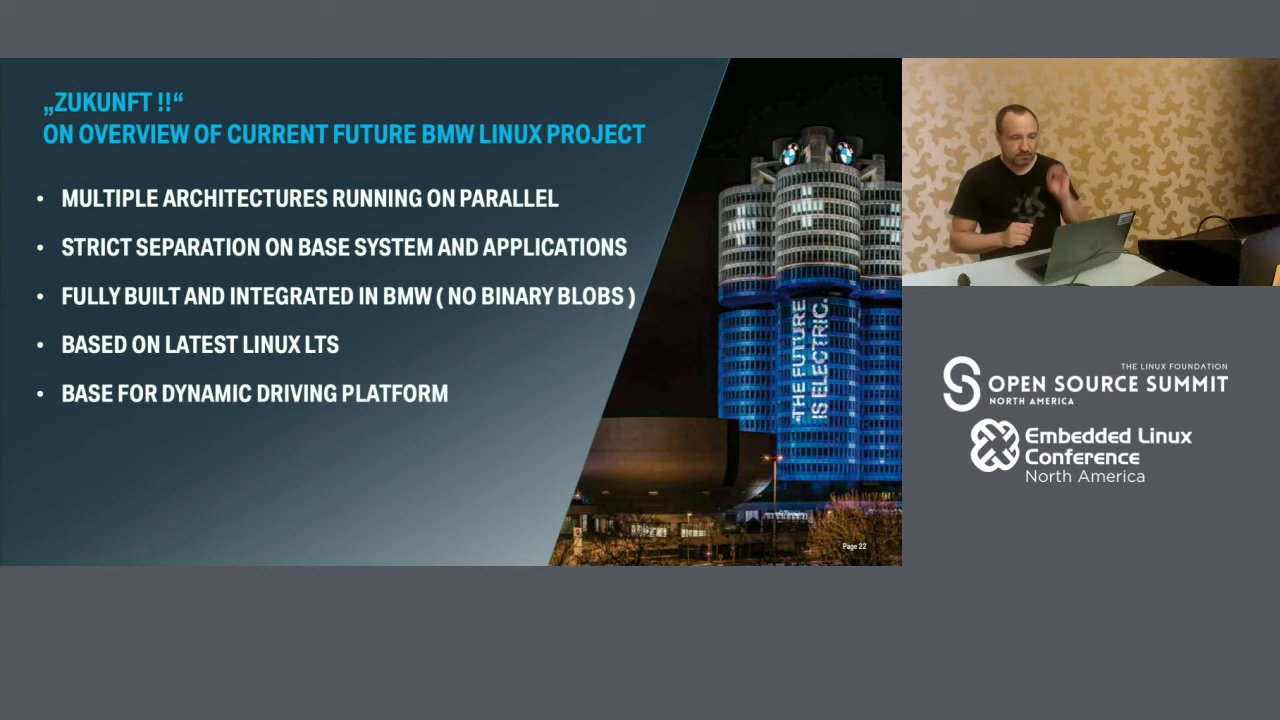 „ZUKUNFT !!“
ON OVERVIEW OF CURRENT FUTURE BMW LINUX PROJECT
• MULTIPLE ARCHITECTURES RUNNING ON PARALLEL
• STRICT SEPARATION ON BASE SYSTEM AND APPLICATIONS
• FULLY BUILT AND INTEGRATED IN BMW ( NO BINARY BLOBS )
• BASED ON LATEST LINUX LTS
• BASE FOR DYNAMIC DRIVING PLATFORM
THE FUTURE
IS ELECTRIC.
Page 22
THE LINUX FOUNDATION
OPEN SOURCE SUMMIT
NORTH AMERICA
Embedded Linux
Conference
North America